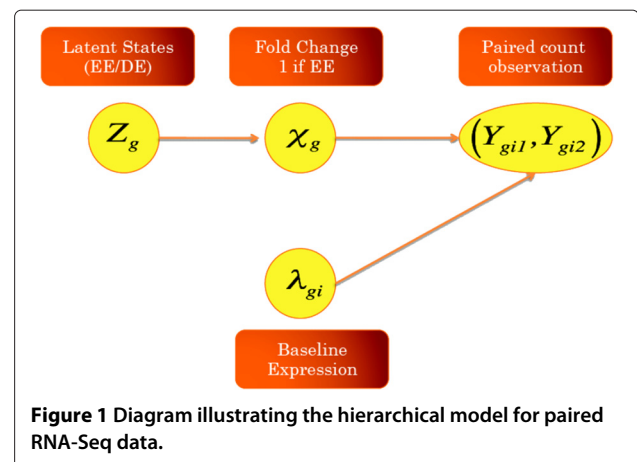 Latent States
(EE/DE)
Fold Change
1 if EE
Paired count
observation
Z_g
χ_g
(Y_gi1, Y_gi2)
λ_gi
Baseline
Expression
Figure 1 Diagram illustrating the hierarchical model for paired
RNA-Seq data.